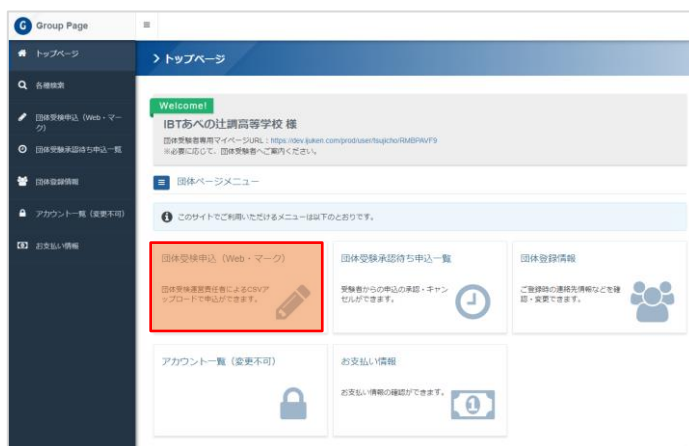 G Group Page
トップページ
各種検索
団体受検申込（Web・マー
ク）
団体受験承認待ち申込一覧
団体登録情報
アカウント一覧（変更不可）
お支払い情報
> トップページ
Welcome!
IBTあべの辻調高等学校 様
団体受験者専用マイページURL：https://dev.ijuken.com/prod/user/tsujicho/RMBPAVF9
※必要に応じて、団体受験者へご案内ください。
団体ページメニュー
このサイトでご利用いただけるメニューは以下のとおりです。
団体受検申込（Web・マーク）
団体受験運営責任者によるCSVア
ップロードで申込ができます。
団体受験承認待ち申込一覧
受験者からの申込の承認・キャン
セルができます。
団体登録情報
ご登録時の連絡先情報などを確
認・変更できます。
アカウント一覧（変更不可）
お支払い情報
お支払い情報の確認ができます。